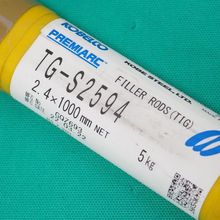 KOBELCO
KOBE STEEL, LTD.
PREMIARC
FILLER RODS (TIG)
TG-S2594
2.4×1000mm NET
5kg